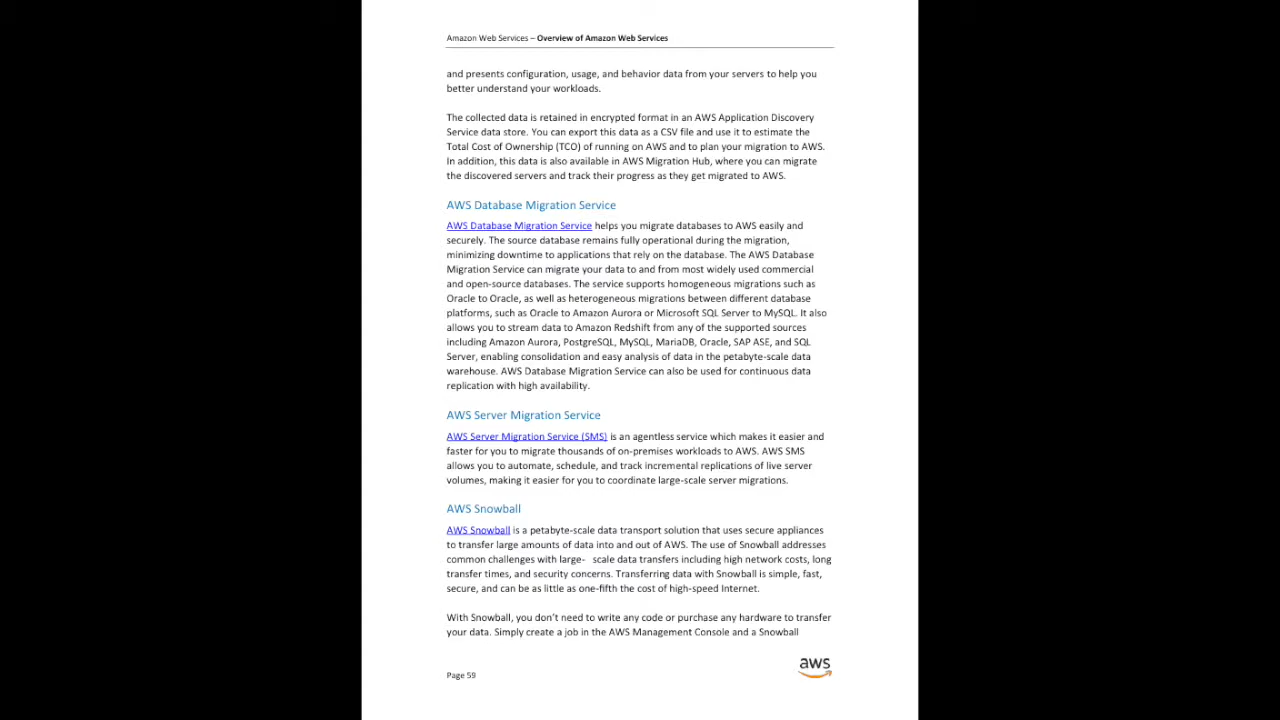 Amazon Web Services – Overview of Amazon Web Services
and presents configuration, usage, and behavior data from your servers to help you
better understand your workloads.
The collected data is retained in encrypted format in an AWS Application Discovery
Service data store. You can export this data as a CSV file and use it to estimate the
Total Cost of Ownership (TCO) of running on AWS and to plan your migration to AWS.
In addition, this data is also available in AWS Migration Hub, where you can migrate
the discovered servers and track their progress as they get migrated to AWS.
AWS Database Migration Service
AWS Database Migration Service helps you migrate databases to AWS easily and
securely. The source database remains fully operational during the migration,
minimizing downtime to applications that rely on the database. The AWS Database
Migration Service can migrate your data to and from most widely used commercial
and open-source databases. The service supports homogeneous migrations such as
Oracle to Oracle, as well as heterogeneous migrations between different database
platforms, such as Oracle to Amazon Aurora or Microsoft SQL Server to MySQL. It also
allows you to stream data to Amazon Redshift from any of the supported sources
including Amazon Aurora, PostgreSQL, MySQL, MariaDB, Oracle, SAP ASE, and SQL
Server, enabling consolidation and easy analysis of data in the petabyte-scale data
warehouse. AWS Database Migration Service can also be used for continuous data
replication with high availability.
AWS Server Migration Service
AWS Server Migration Service (SMS) is an agentless service which makes it easier and
faster for you to migrate thousands of on-premises workloads to AWS. AWS SMS
allows you to automate, schedule, and track incremental replications of live server
volumes, making it easier for you to coordinate large-scale server migrations.
AWS Snowball
AWS Snowball is a petabyte-scale data transport solution that uses secure appliances
to transfer large amounts of data into and out of AWS. The use of Snowball addresses
common challenges with large- scale data transfers including high network costs, long
transfer times, and security concerns. Transferring data with Snowball is simple, fast,
secure, and can be as little as one-fifth the cost of high-speed Internet.
With Snowball, you don’t need to write any code or purchase any hardware to transfer
your data. Simply create a job in the AWS Management Console and a Snowball
Page 59
aws